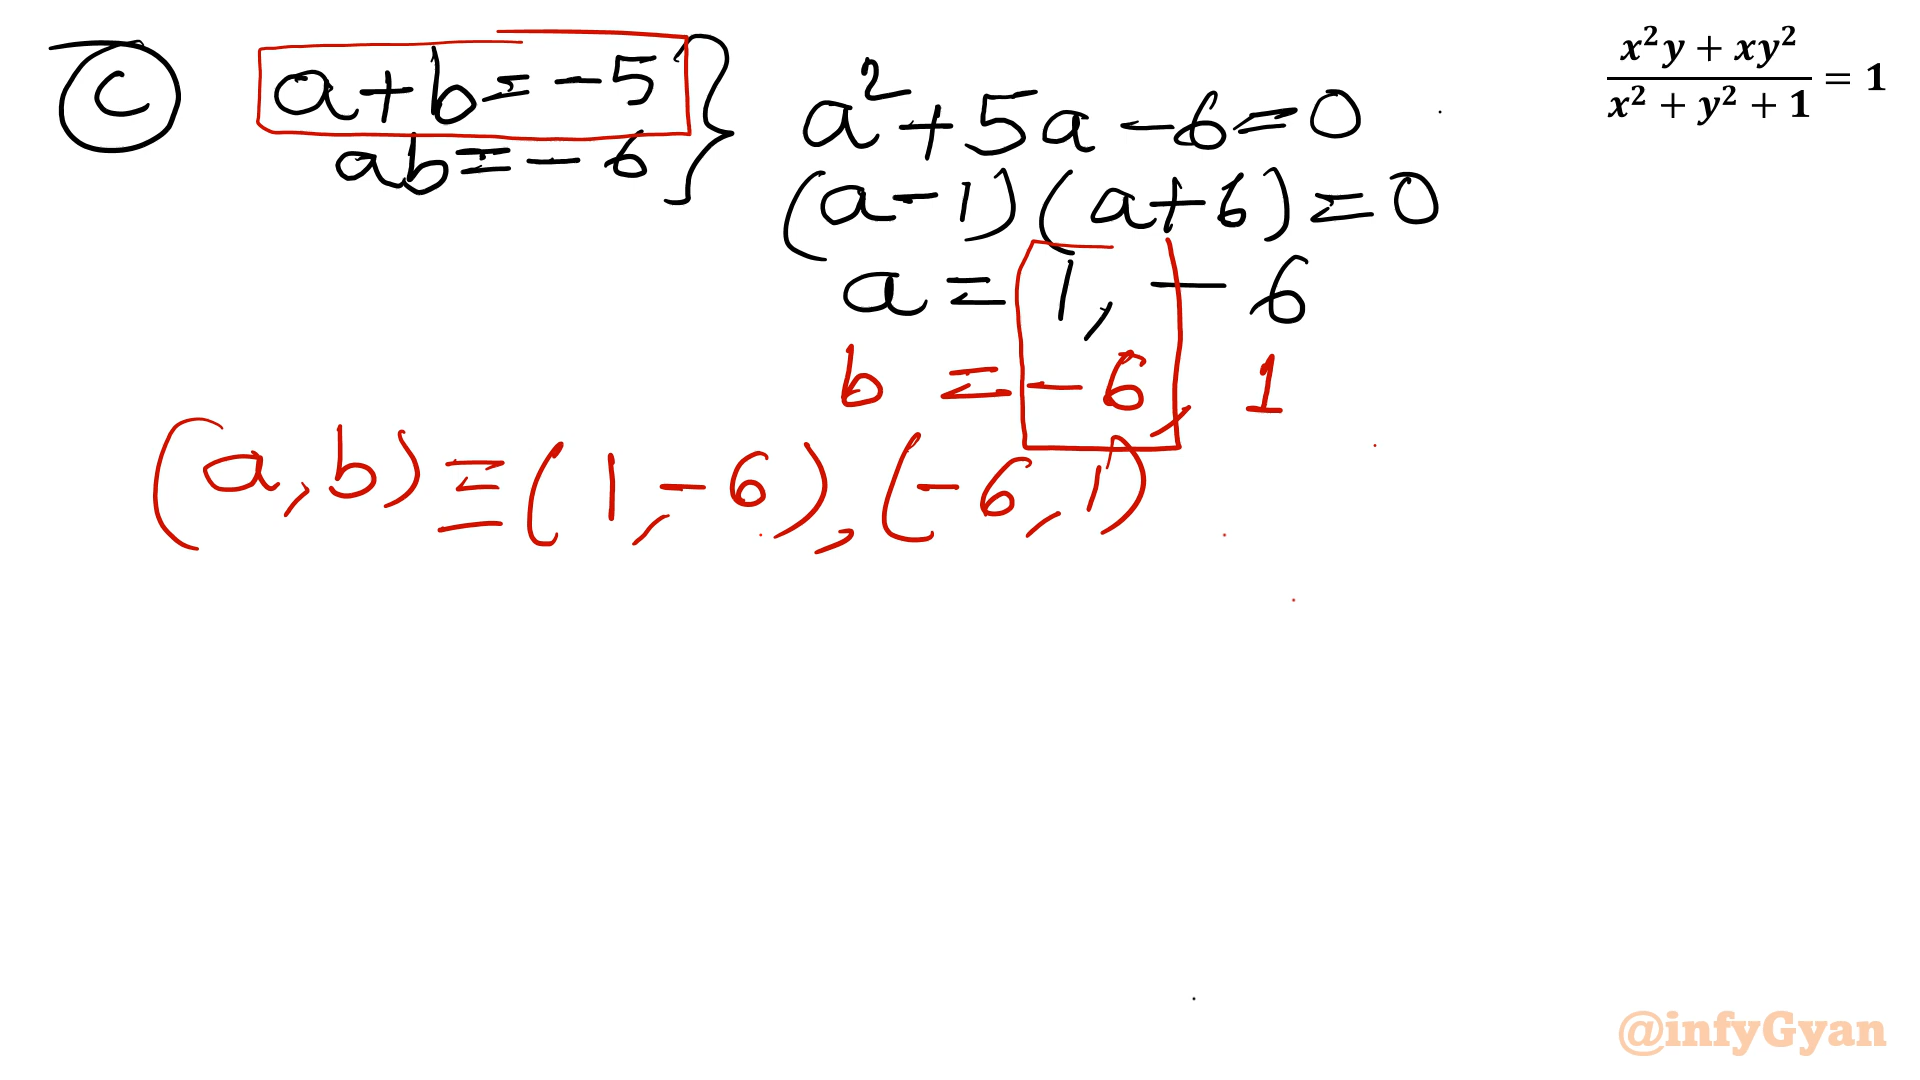 C a+b=-5
ab=-6
a²+5a-6=0
(a-1)(a+6)=0
a=1,-6
b=-6,1
(a,b)≡(1,-6),(-6,1)
(x²y + xy²)/(x² + y² + 1) = 1
@infyGyan